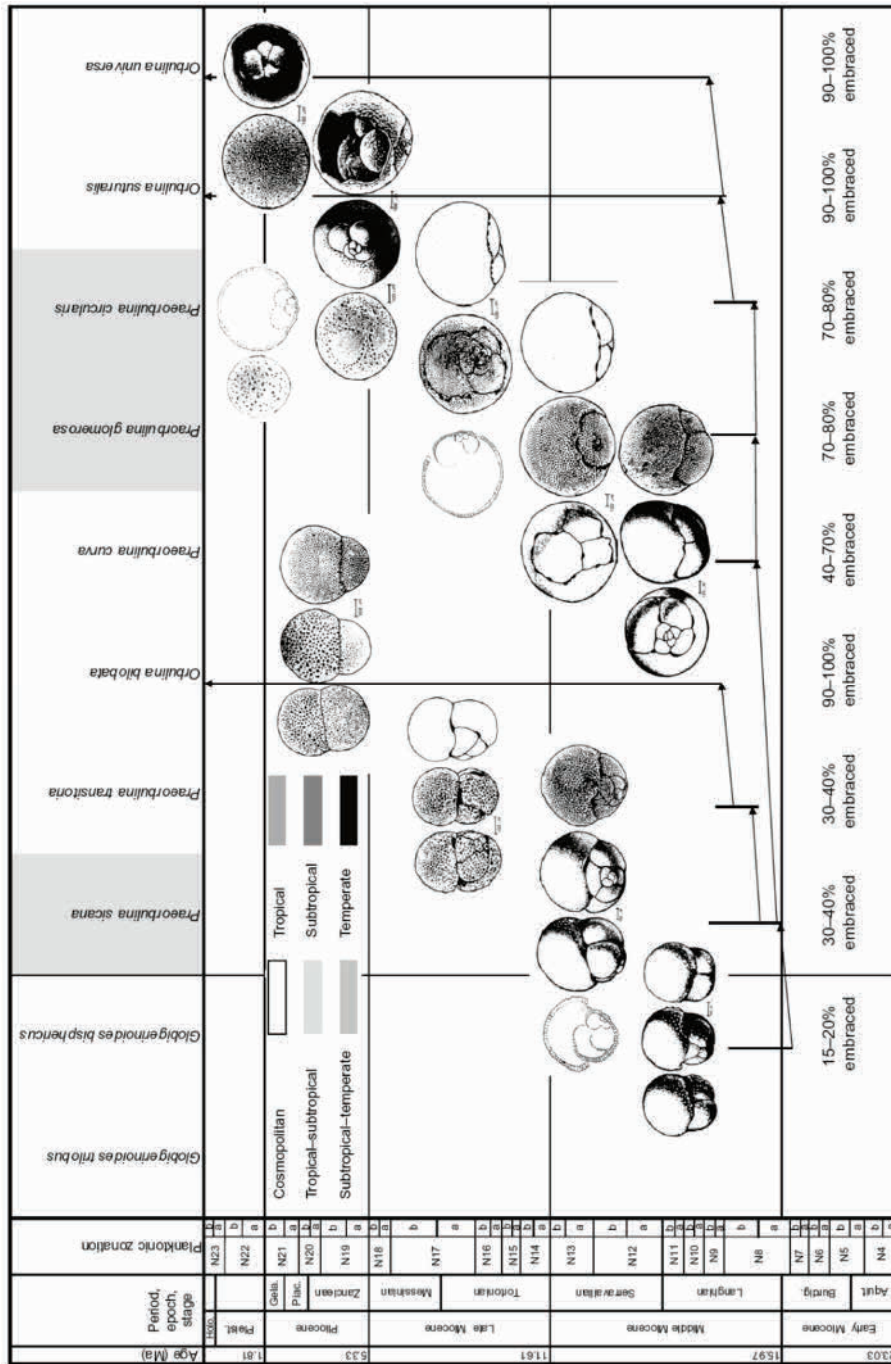 Orbulina universa
Orbulina suturalis
Praeorbulina circularis
Praorbulina glomerosa
Praeorbulina curva
Orbulina bilobata
Praeorbulina transitoria
Praeorbulina sicana
Globigerinoides bisphericus
Globigerinoides trilobus
90–100%
embraced
90–100%
embraced
70–80%
embraced
70–80%
embraced
40–70%
embraced
90–100%
embraced
30–40%
embraced
30–40%
embraced
15–20%
embraced
Cosmopolitan
Tropical
Tropical–subtropical
Subtropical
Subtropical–temperate
Temperate
Planktonic zonation
N23
b
a
N22
b
a
N21
b
a
N20
b
a
N19
b
a
N18
b
a
N17
b
a
N16
b
a
N15
b
a
N14
b
a
N13
b
a
N12
b
a
N11
b
a
N10
b
a
N9
b
a
N8
b
a
N7
b
a
N6
b
a
N5
b
a
N4
b
a
Period,
epoch,
stage
Gela.
Piac.
Zanclean
Messinian
Tortonian
Serravallian
Langhian
Burdig.
Aquit.
Holo.
Pleist.
Pliocene
Late Miocene
Middle Miocene
Early Miocene
Age (Ma)
1.81
5.33
11.61
15.97